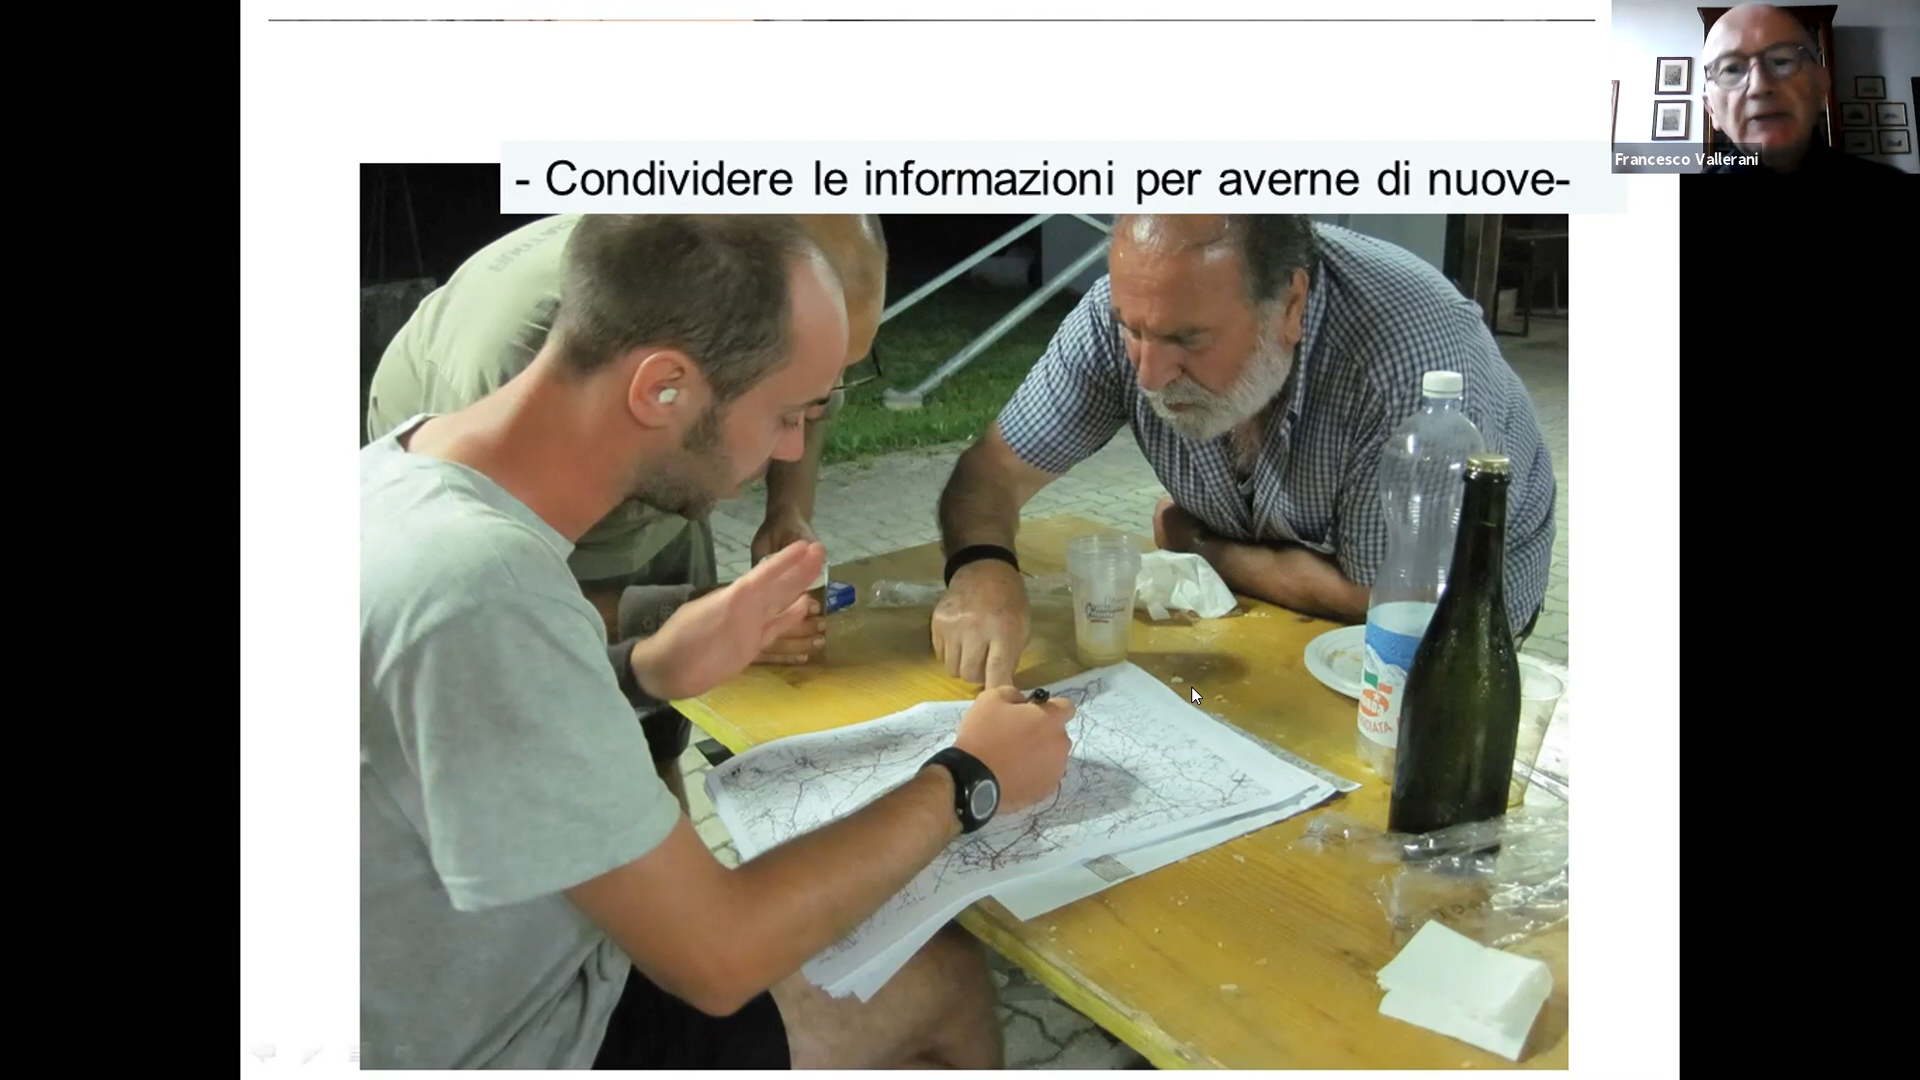 - Condividere le informazioni per averne di nuove-
Francesco Vallerani